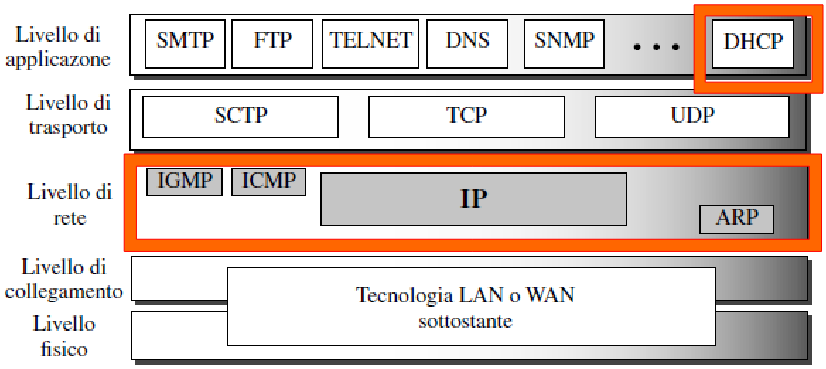 Livello di
applicazone
SMTP FTP TELNET DNS SNMP • • • DHCP
Livello di
trasporto
SCTP TCP UDP
Livello di
rete
IGMP ICMP IP ARP
Livello di
collegamento
Livello
fisico
Tecnologia LAN o WAN
sottostante